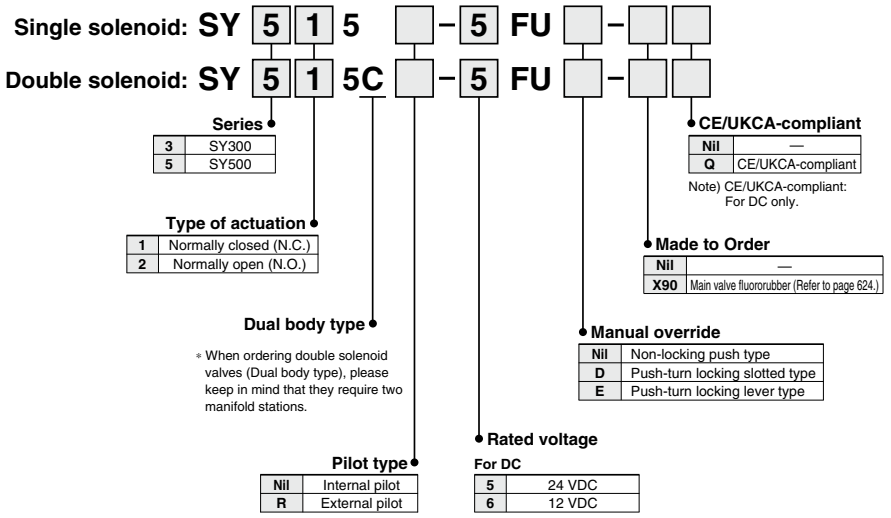 Single solenoid: SY 5 1 5 – 5 FU –
Double solenoid: SY 5 1 5C – 5 FU –
Series
3 SY300
5 SY500
Type of actuation
1 Normally closed (N.C.)
2 Normally open (N.O.)
Dual body type
* When ordering double solenoid
valves (Dual body type), please
keep in mind that they require two
manifold stations.
Pilot type
Nil Internal pilot
R External pilot
Rated voltage
For DC
5 24 VDC
6 12 VDC
Manual override
Nil Non-locking push type
D Push-turn locking slotted type
E Push-turn locking lever type
Made to Order
Nil —
X90 Main valve fluororubber (Refer to page 624.)
CE/UKCA-compliant
Nil —
Q CE/UKCA-compliant
Note) CE/UKCA-compliant:
For DC only.